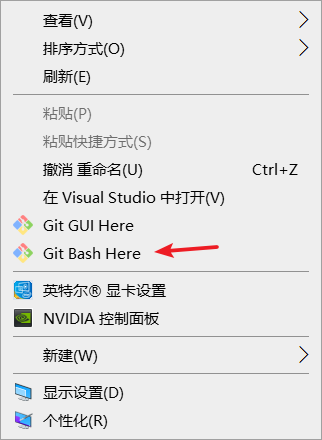 查看(V)
排序方式(O)
刷新(E)
粘贴(P)
粘贴快捷方式(S)
撤消 重命名(U) Ctrl+Z
在 Visual Studio 中打开(V)
Git GUI Here
Git Bash Here
英特尔® 显卡设置
NVIDIA 控制面板
新建(W)
显示设置(D)
个性化(R)